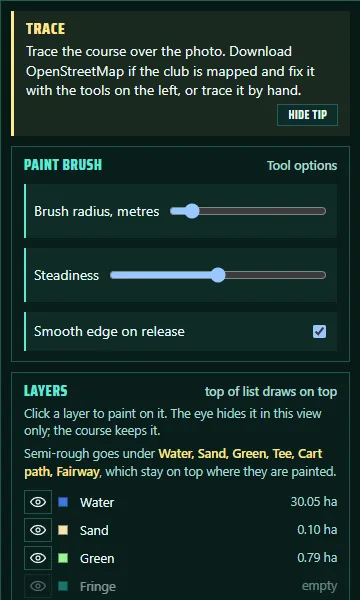 TRACE
Trace the course over the photo. Download
OpenStreetMap if the club is mapped and fix it
with the tools on the left, or trace it by hand.
HIDE TIP
PAINT BRUSH Tool options
Brush radius, metres
Steadiness
Smooth edge on release
LAYERS top of list draws on top
Click a layer to paint on it. The eye hides it in this view
only; the course keeps it.
Semi-rough goes under Water, Sand, Green, Tee, Cart
path, Fairway, which stay on top where they are painted.
Water 30.05 ha
Sand 0.10 ha
Green 0.79 ha
Fringe empty